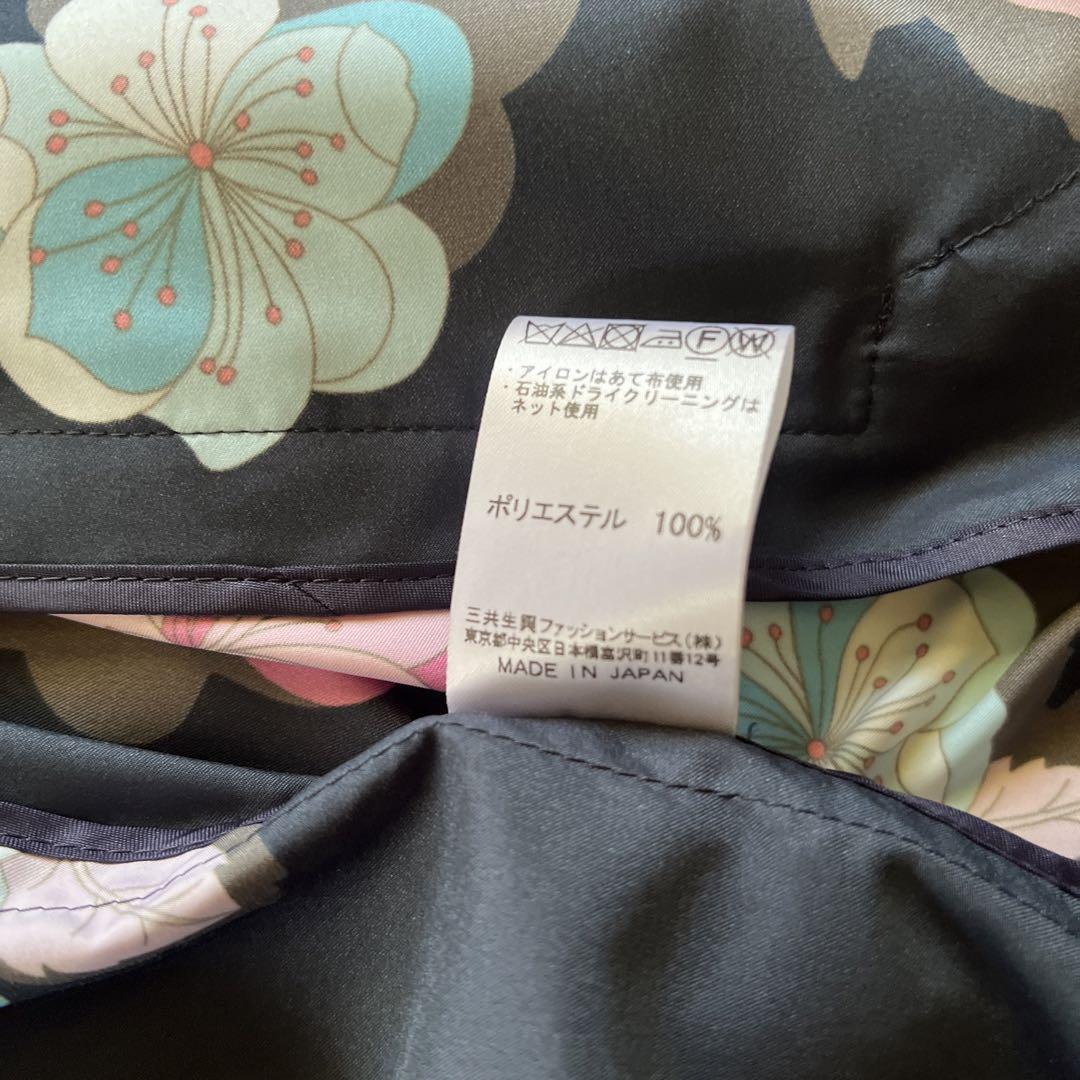 F W
・アイロンはあて布使用
・石油系ドライクリーニングは
ネット使用
ポリエステル 100%
三共生興ファッションサービス(株)
東京都中央区日本橋富沢町11番12号
MADE IN JAPAN